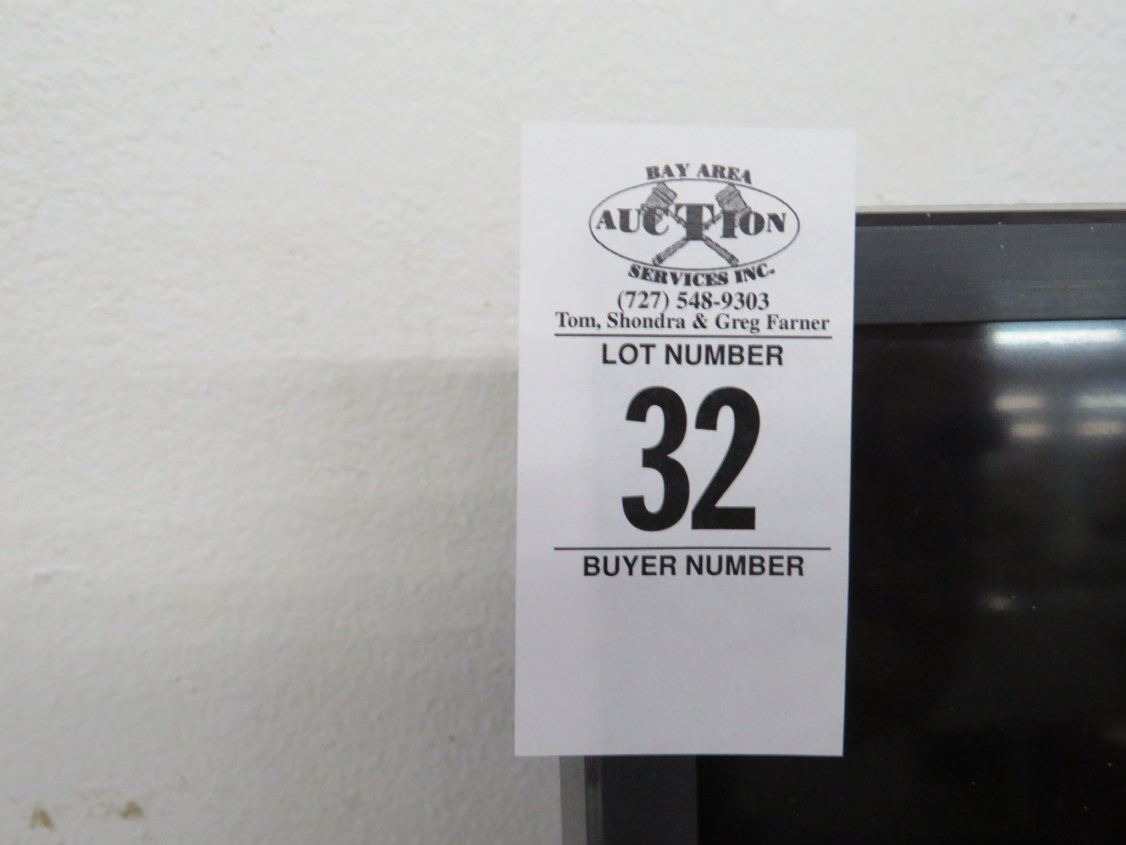 BAY AREA
AUCTION
SERVICES INC.
(727) 548-9303
Tom, Shondra & Greg Farner
LOT NUMBER
32
BUYER NUMBER